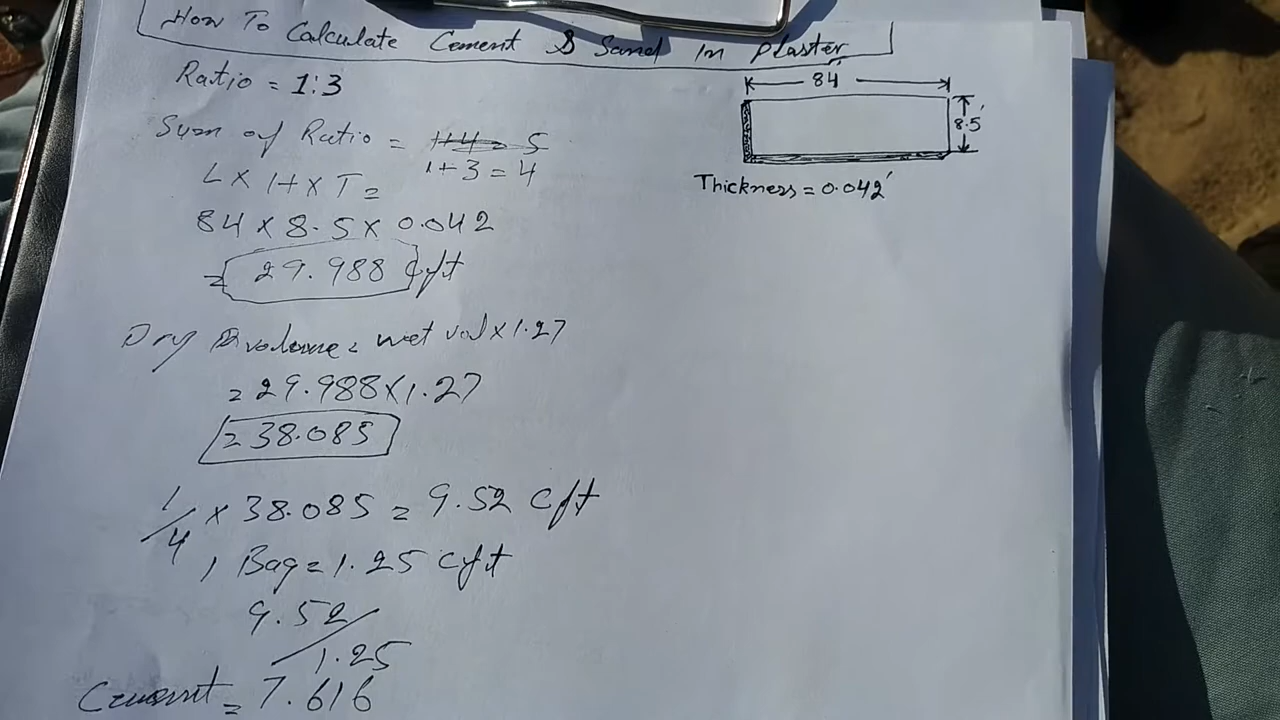 How To Calculate Cement & Sand In Plaster
Ratio = 1:3
84'
8.5'
Thickness = 0.042'
Sum of Ratio = 1+4= 5
1+3=4
L x H x T =
84 x 8.5 x 0.042
= 29.988 cft
Dry volume = wet vol x 1.27
= 29.988 x 1.27
= 38.085
1/4 x 38.085 = 9.52 cft
1 Bag = 1.25 cft
9.52/1.25
Cement = 7.616